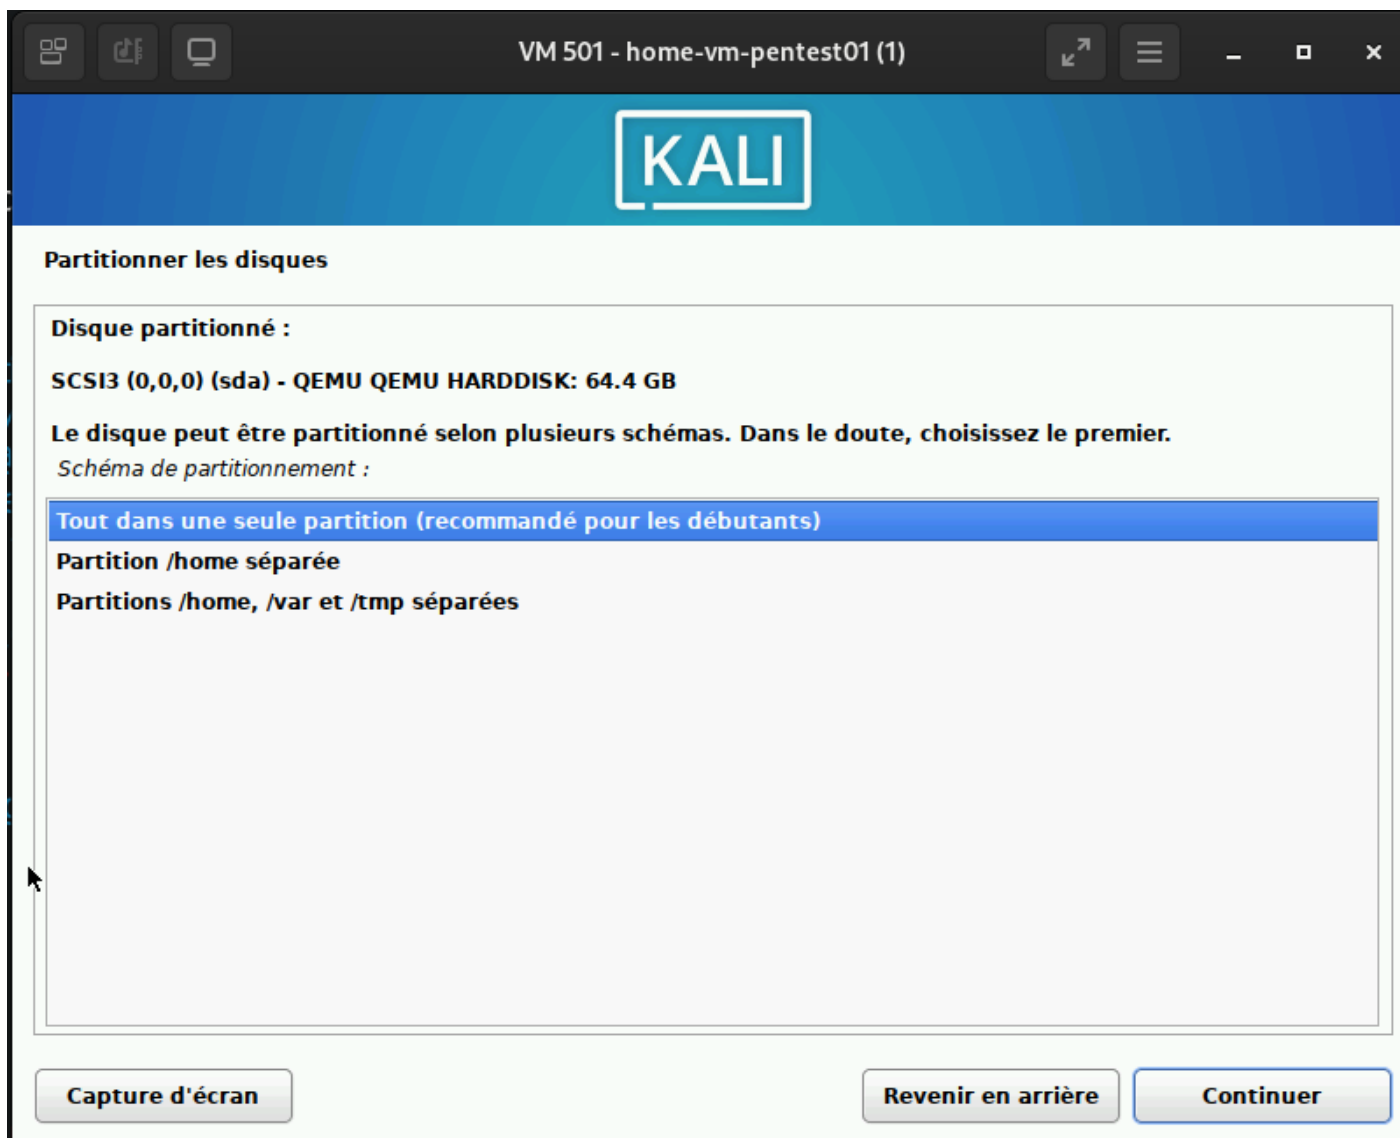 VM 501 - home-vm-pentest01 (1)
KALI
Partitionner les disques
Disque partitionné :
SCSI3 (0,0,0) (sda) - QEMU QEMU HARDDISK: 64.4 GB
Le disque peut être partitionné selon plusieurs schémas. Dans le doute, choisissez le premier.
Schéma de partitionnement :
Tout dans une seule partition (recommandé pour les débutants)
Partition /home séparée
Partitions /home, /var et /tmp séparées
Capture d'écran
Revenir en arrière
Continuer